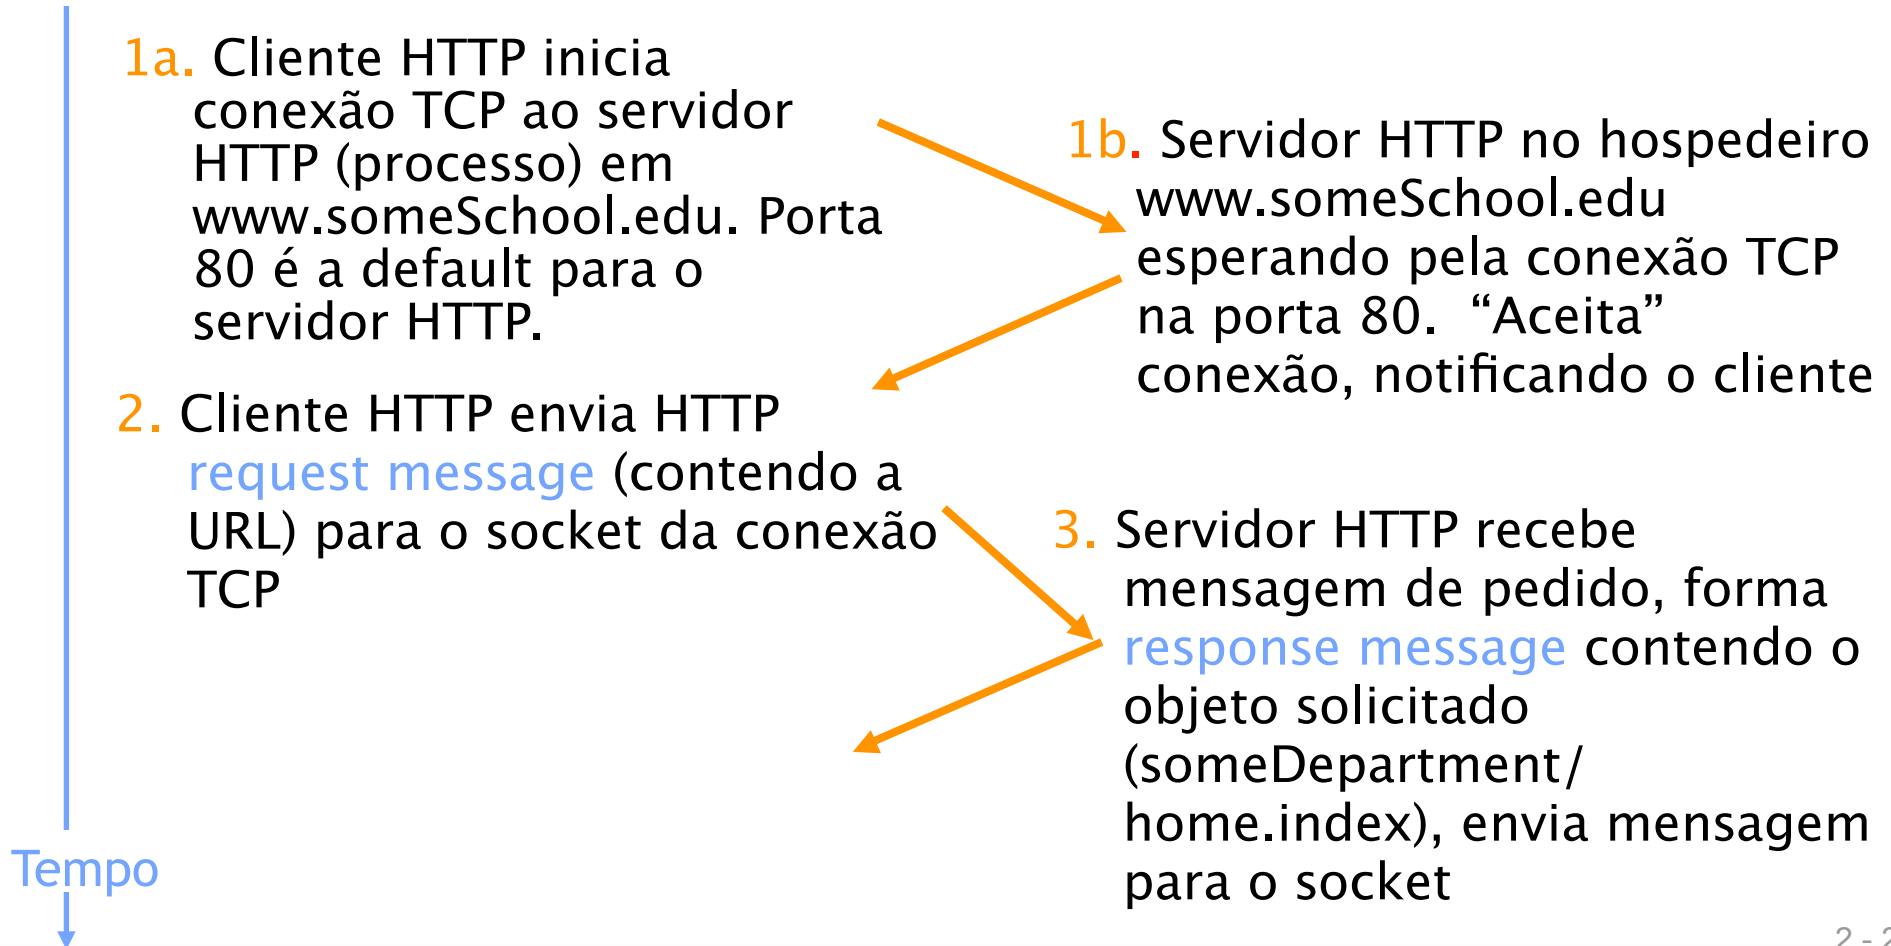 1a. Cliente HTTP inicia
conexão TCP ao servidor
HTTP (processo) em
www.someSchool.edu. Porta
80 é a default para o
servidor HTTP.
1b. Servidor HTTP no hospedeiro
www.someSchool.edu
esperando pela conexão TCP
na porta 80.  “Aceita”
conexão, notificando o cliente
2. Cliente HTTP envia HTTP
request message (contendo a
URL) para o socket da conexão
TCP
3. Servidor HTTP recebe
mensagem de pedido, forma
response message contendo o
objeto solicitado
(someDepartment/
home.index), envia mensagem
para o socket
Tempo